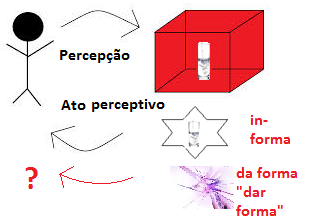 Percepção
Ato perceptivo
in-
forma
?
da forma
"dar
forma"